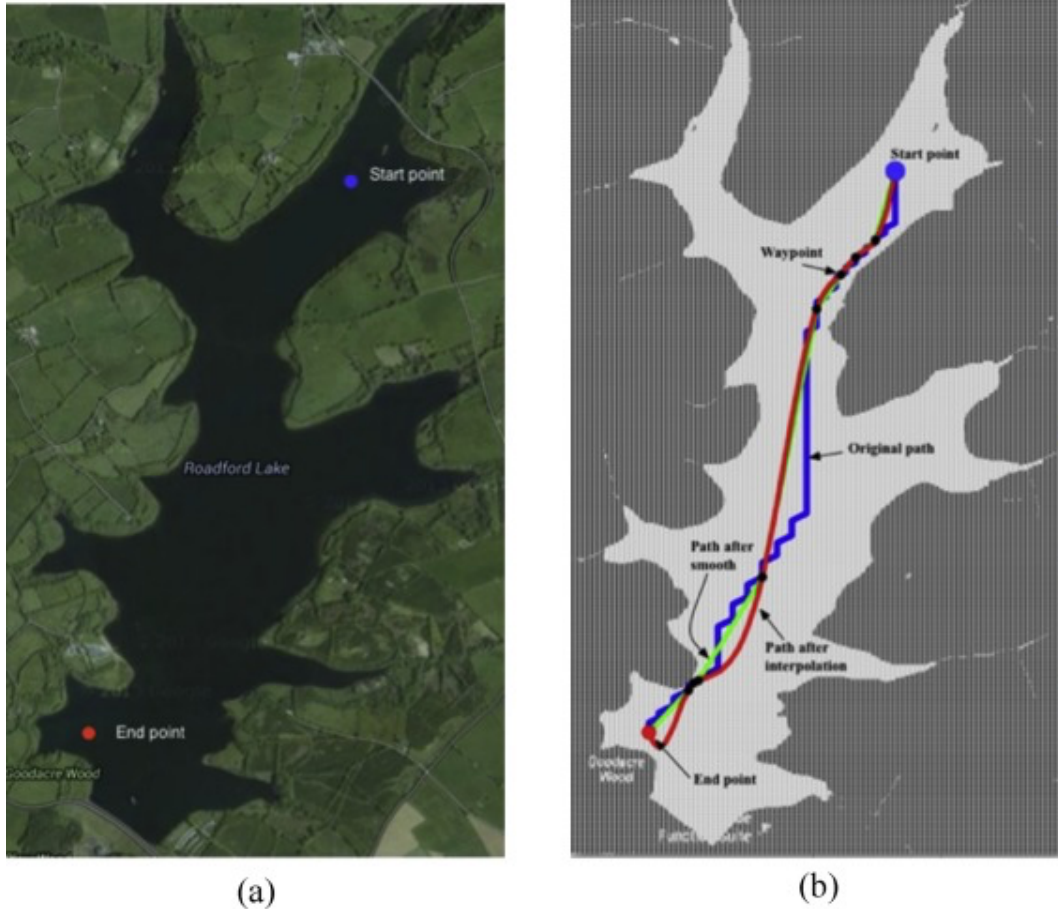 Start point
Roadford Lake
End point
Goodacre Wood
(a)
Start point
Waypoint
Original path
Path after
smooth
Path after
interpolation
Goodacre
Wood
End point
(b)